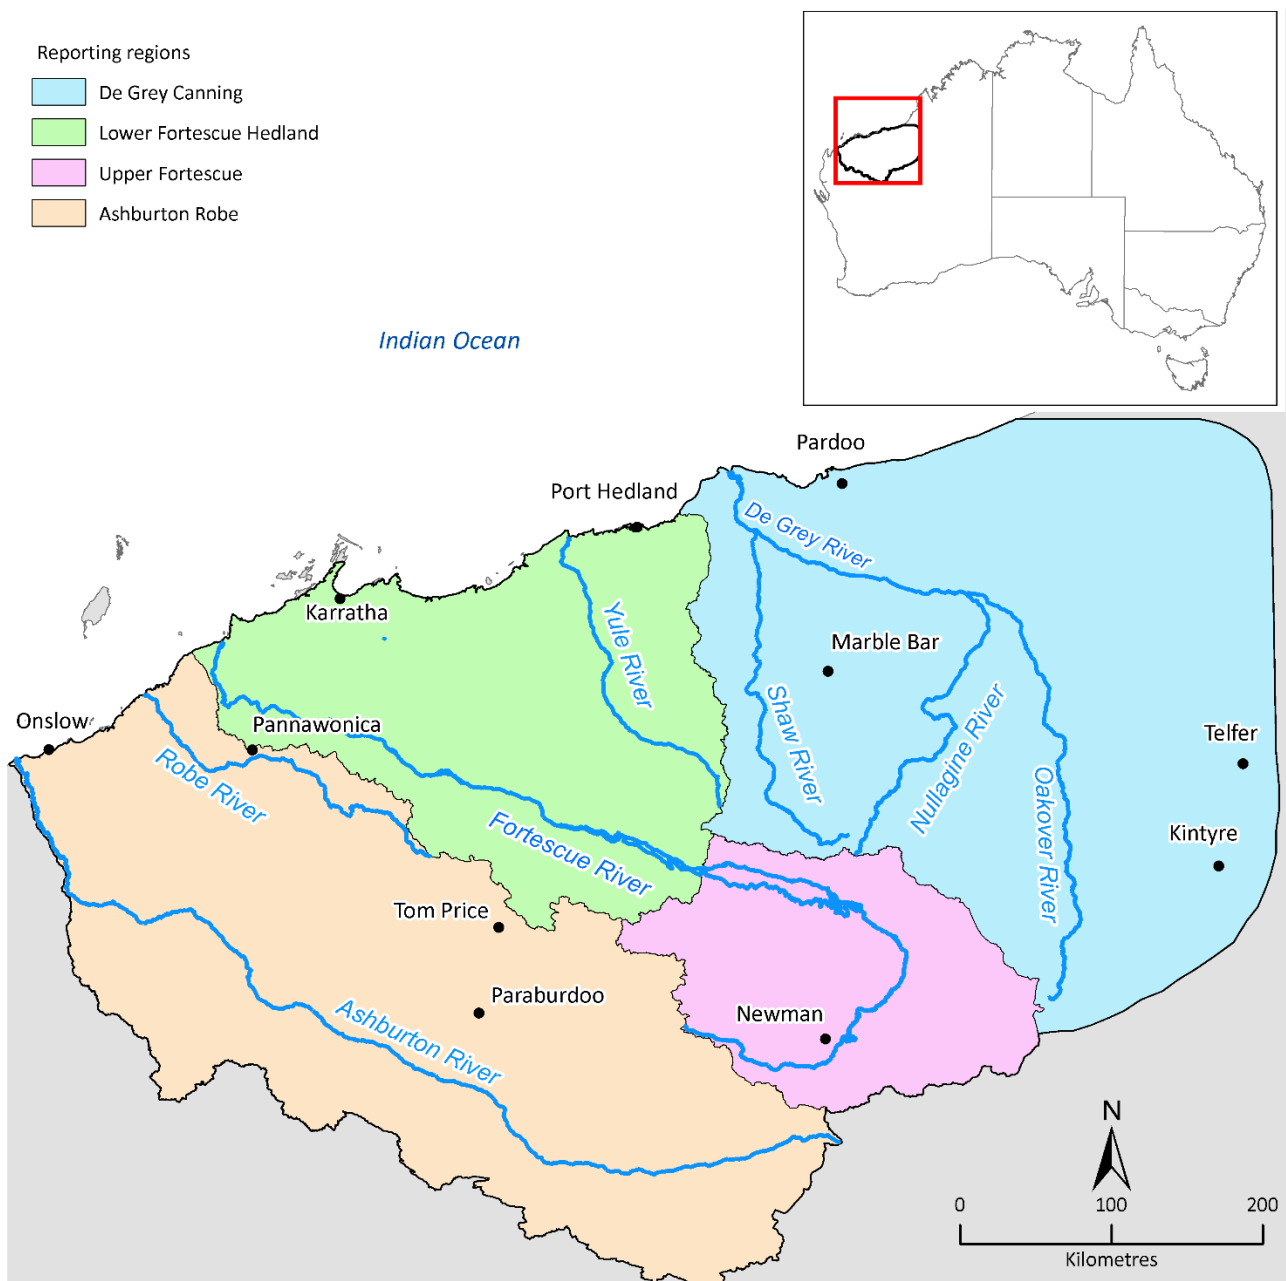 Reporting regions
De Grey Canning
Lower Fortescue Hedland
Upper Fortescue
Ashburton Robe
Indian Ocean
Pardoo
Port Hedland
De Grey River
Karratha
Yule River
Marble Bar
Shaw River
Nullagine River
Onslow
Pannawonica
Telfer
Robe River
Oakover River
Fortescue River
Kintyre
Tom Price
Paraburdoo
Newman
Ashburton River
N
0 100 200
Kilometres